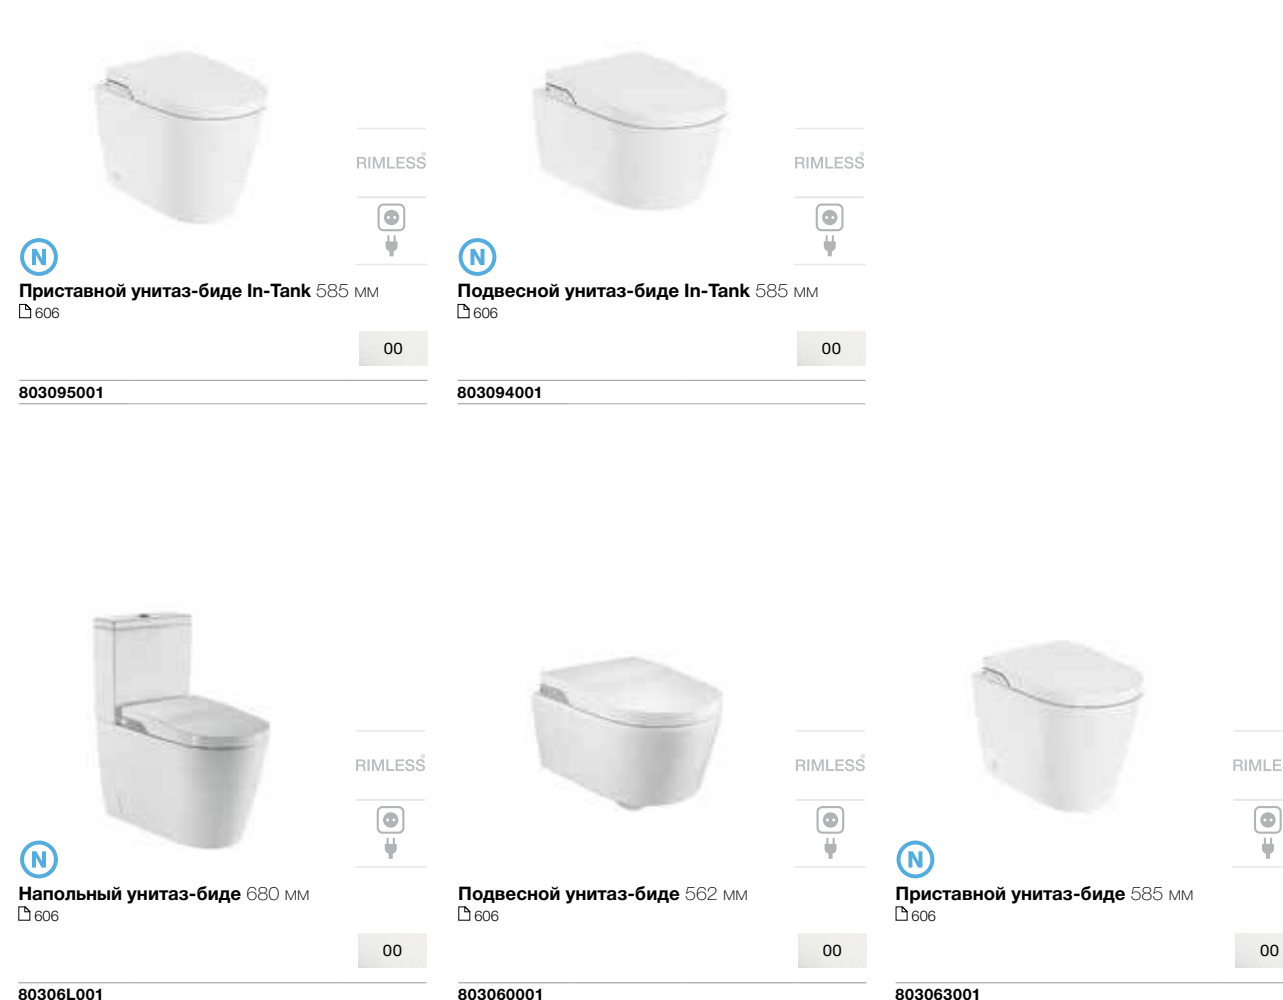 RIMLESS®
N
Приставной унитаз-биде In-Tank 585 мм
606
00
803095001
RIMLESS®
N
Подвесной унитаз-биде In-Tank 585 мм
606
00
803094001
RIMLESS®
N
Напольный унитаз-биде 680 мм
606
00
80306L001
RIMLESS®
Подвесной унитаз-биде 562 мм
606
00
803060001
RIMLE
N
Приставной унитаз-биде 585 мм
606
00
803063001